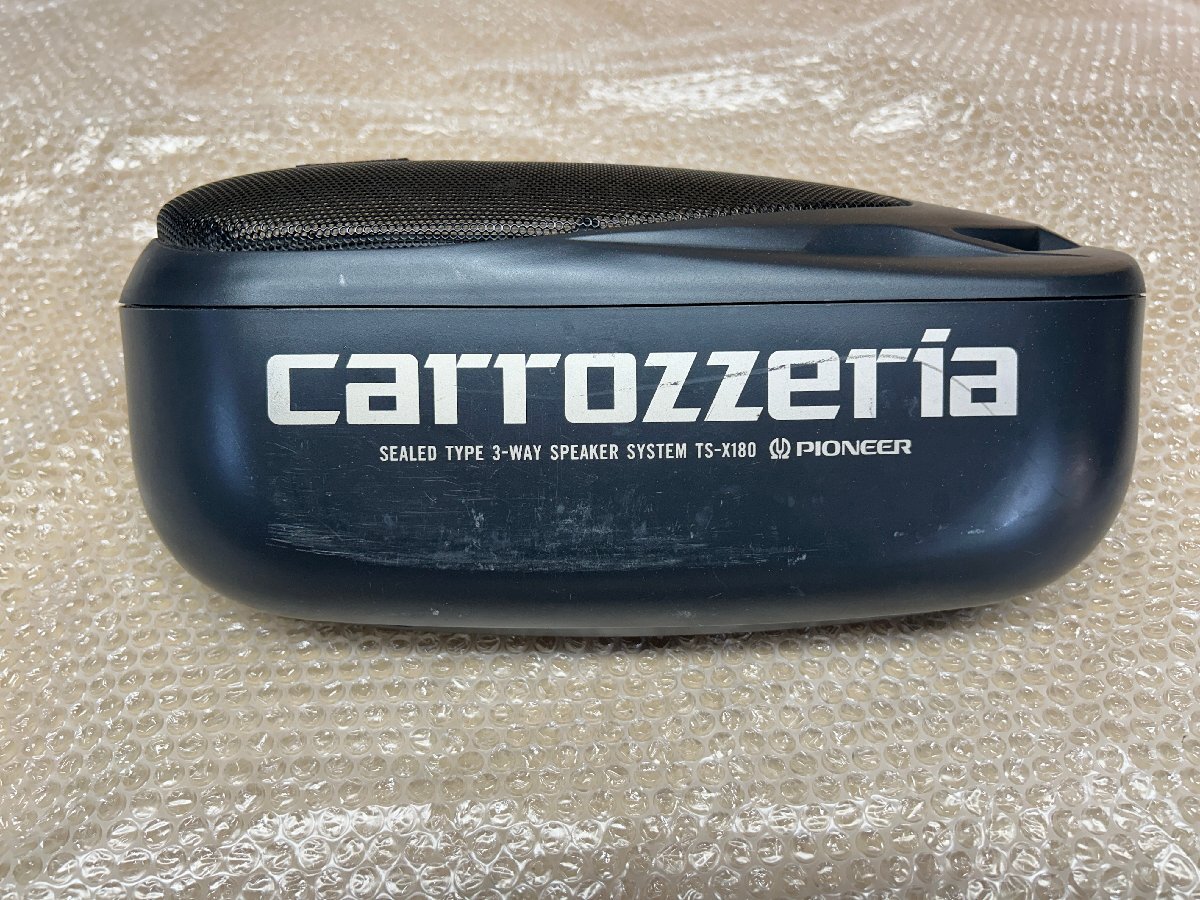 carrozzeria
SEALED TYPE 3-WAY SPEAKER SYSTEM TS-X180 PIONEER